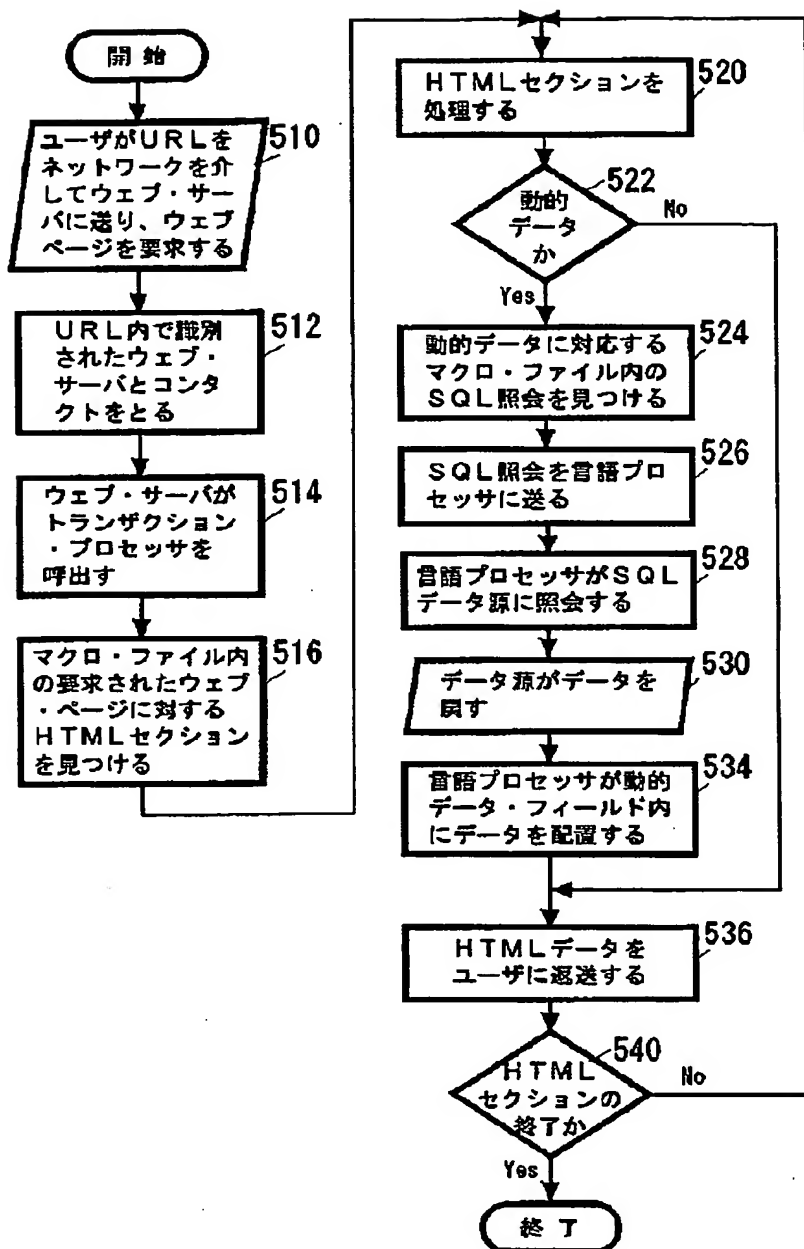 開始
ユーザがURLを
ネットワークを介
してウェブ・サー
バに送り、ウェブ
ページを要求する
510
URL内で識別
されたウェブ・
サーバとコンタ
クトをとる
512
ウェブ・サーバが
トランザクション
・プロセッサを
呼出す
514
マクロ・ファイル内
の要求されたウェブ
・ページに対する
HTMLセクション
を見つける
516
HTMLセクションを
処理する
520
動的
データ
か
522
No
Yes
動的データに対応する
マクロ・ファイル内の
SQL照会を見つける
524
SQL照会を言語プロ
セッサに送る
526
言語プロセッサがSQL
データ源に照会する
528
データ源がデータを
戻す
530
言語プロセッサが動的
データ・フィールド内
にデータを配置する
534
HTMLデータを
ユーザに返送する
536
HTML
セクションの
終了か
540
No
Yes
終了